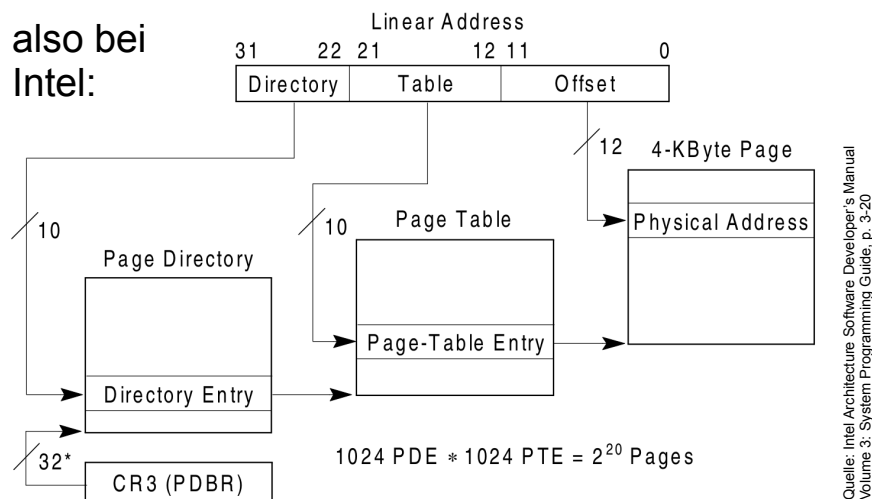 also bei
Intel:
Linear Address
31 22 21 12 11 0
Directory Table Offset
12 4-KByte Page
Physical Address
10 10 Page Table
Page Directory
Page-Table Entry
Directory Entry
32*
1024 PDE * 1024 PTE = 2²⁰ Pages
CR3 (PDBR)
Quelle: Intel Architecture Software Developer's Manual
Volume 3: System Programming Guide, p. 3-20